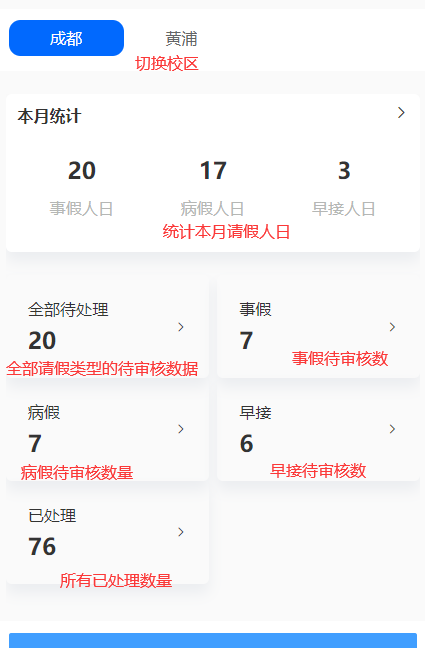 成都 黄浦
切换校区
本月统计
20 17 3
事假人日 病假人日 早接人日
统计本月请假人日
全部待处理 事假
20 7
全部请假类型的待审核数据 事假待审核数
病假 早接
7 6
病假待审核数量 早接待审核数
已处理
76
所有已处理数量